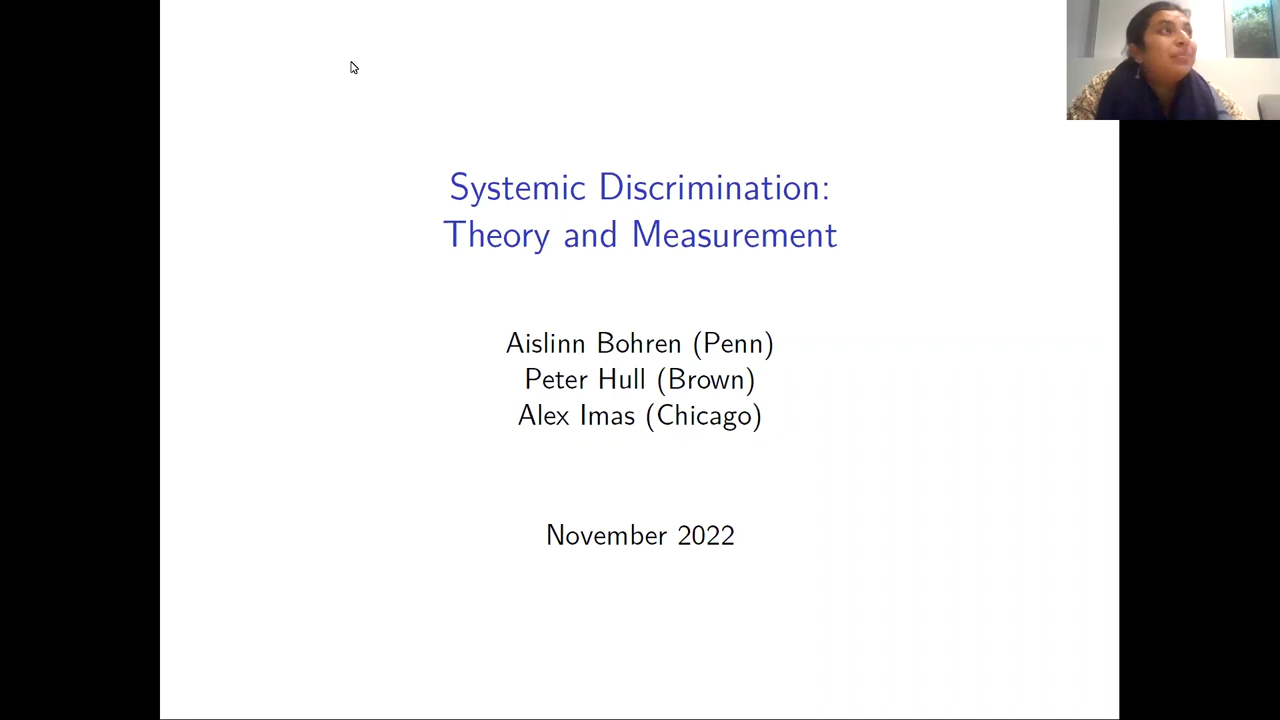 Systemic Discrimination:
Theory and Measurement
Aislinn Bohren (Penn)
Peter Hull (Brown)
Alex Imas (Chicago)
November 2022